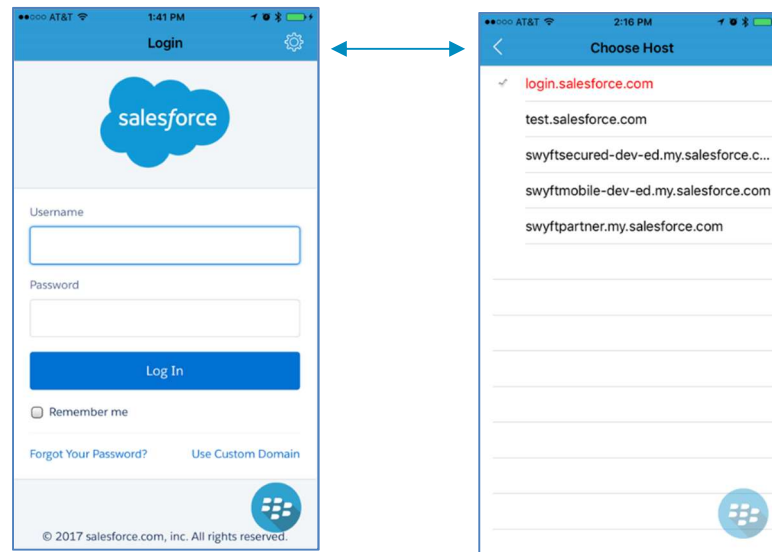 AT&T 1:41 PM
Login
salesforce
Username
Password
Log In
Remember me
Forgot Your Password? Use Custom Domain
© 2017 salesforce.com, inc. All rights reserved.
AT&T 2:16 PM
Choose Host
login.salesforce.com
test.salesforce.com
swyftsecured-dev-ed.my.salesforce.c...
swyftmobile-dev-ed.my.salesforce.com
swyftpartner.my.salesforce.com